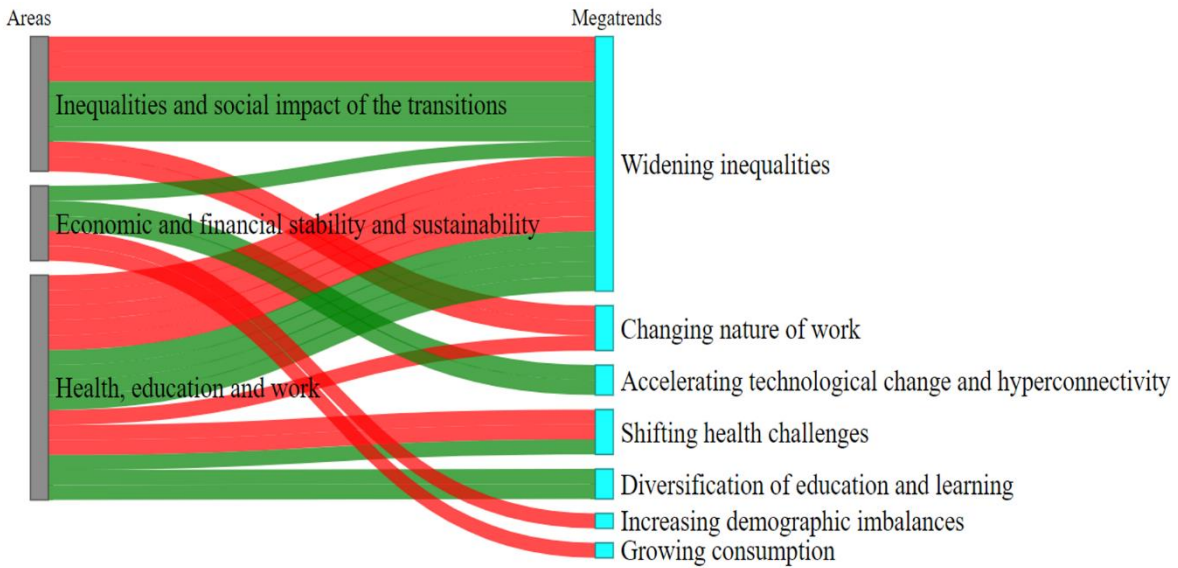 Areas
Megatrends
Inequalities and social impact of the transitions
Widening inequalities
Economic and financial stability and sustainability
Changing nature of work
Accelerating technological change and hyperconnectivity
Health, education and work
Shifting health challenges
Diversification of education and learning
Increasing demographic imbalances
Growing consumption